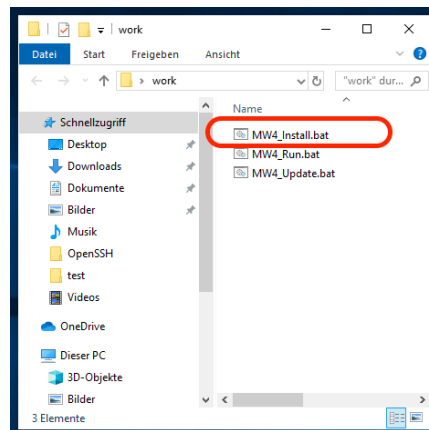 work
Datei Start Freigeben Ansicht
work "work" dur...
Name
Schnellzugriff
MW4_Install.bat
Desktop
MW4_Run.bat
Downloads
MW4_Update.bat
Dokumente
Bilder
Musik
OpenSSH
test
Videos
OneDrive
Dieser PC
3D-Objekte
Bilder
3 Elemente